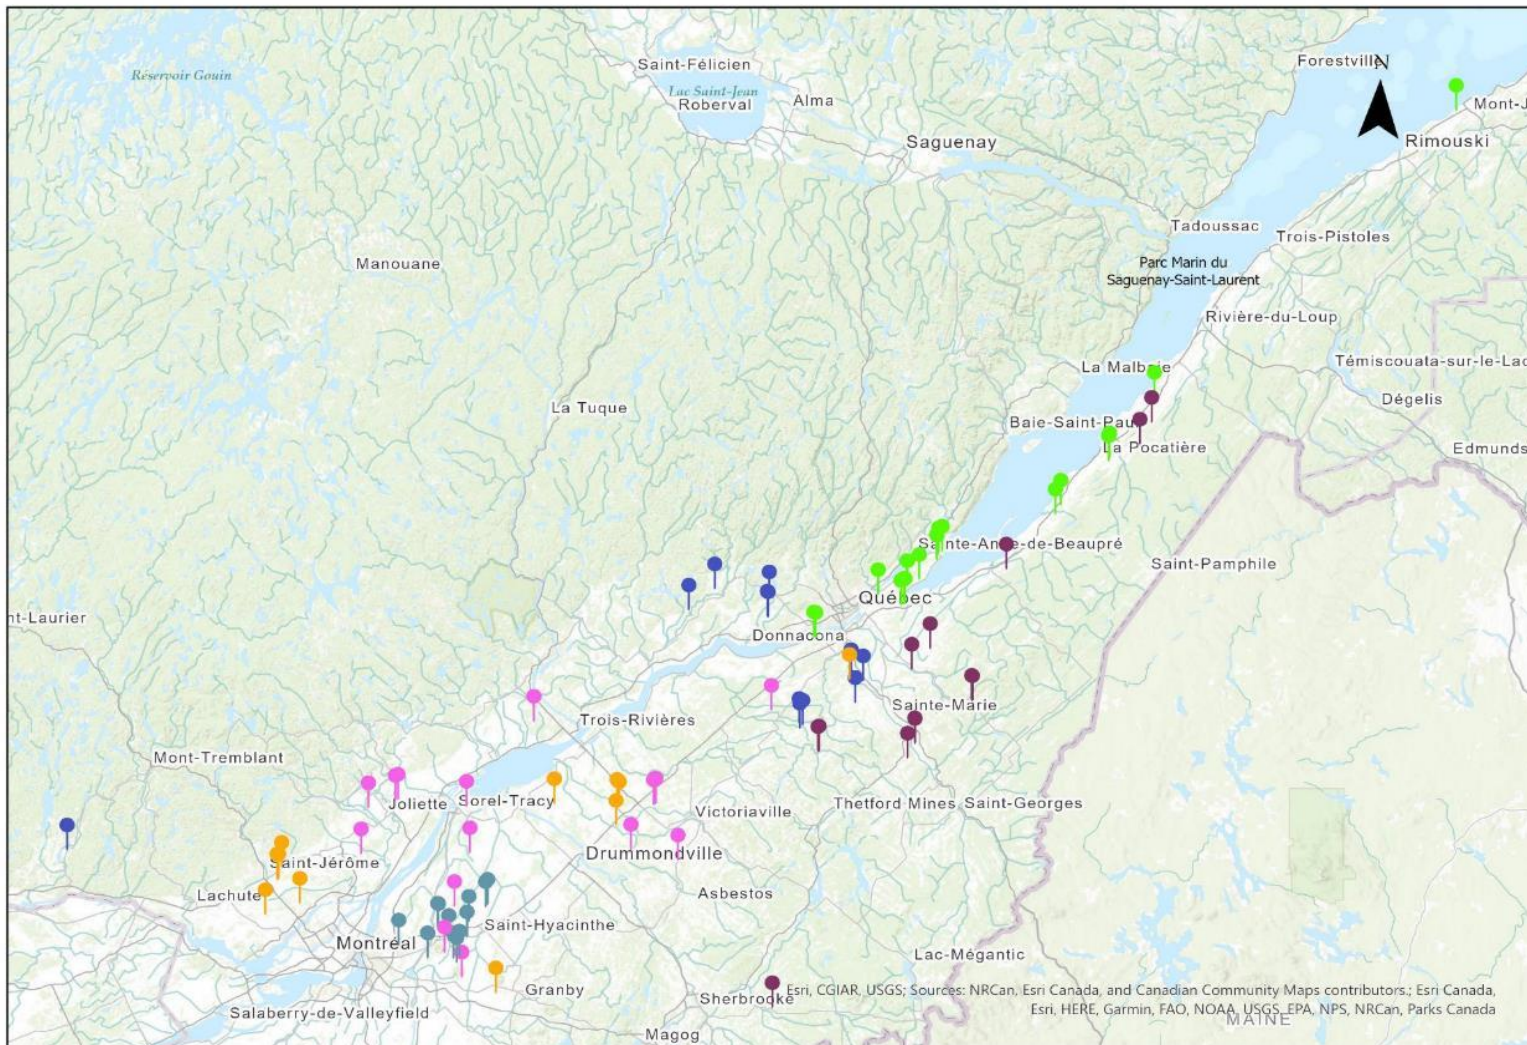 Forestville
N
Saint-Félicien
Réservoir Gouin
Lac Saint-Jean
Alma
Roberval
Mont-J
Saguenay
Rimouski
Tadoussac
Trois-Pistoles
Manouane
Parc Marin du
Saguenay-Saint-Laurent
Rivière-du-Loup
La Malbaie
Témiscouata-sur-le-Lac
Dégelis
La Tuque
Baie-Saint-Paul
La Pocatière
Edmunds
Sainte-Anne-de-Beaupré
Saint-Pamphile
Québec
nt-Laurier
Donnacona
Sainte-Marie
Trois-Rivières
Mont-Tremblant
Joliette
Sorel-Tracy
Victoriaville
Thetford Mines
Saint-Georges
Drummondville
Saint-Jérôme
Lachute
Asbestos
Saint-Hyacinthe
Montréal
Lac-Mégantic
Granby
Sherbrooke
Esri, CGIAR, USGS; Sources: NRCan, Esri Canada, and Canadian Community Maps contributors.; Esri Canada,
Esri, HERE, Garmin, FAO, NOAA, USGS, EPA, NPS, NRCan, Parks Canada
Salaberry-de-Valleyfield
MAINE
Magog